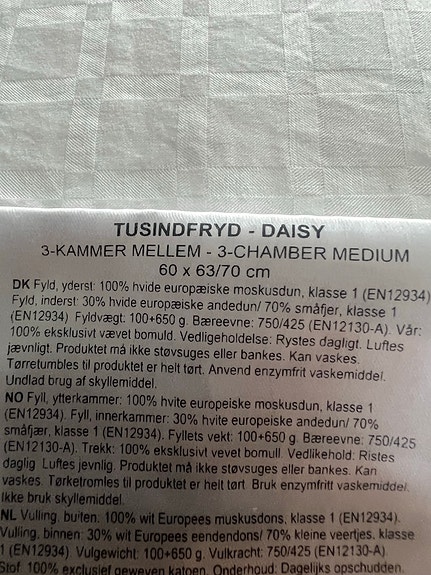 TUSINDFRYD - DAISY
3-KAMMER MELLEM - 3-CHAMBER MEDIUM
60 x 63/70 cm
DK Fyld, yderst: 100% hvide europæiske moskusdun, klasse 1 (EN12934)
Fyld, inderst: 30% hvide europæiske andedun/ 70% småfjer, klasse 1
(EN12934) Fyldvægt: 100+650 g. Bæreevne: 750/425 (EN12130-A). Vår:
100% eksklusivt vævet bomuld. Vedligeholdelse: Rystes dagligt. Luftes
jævnligt. Produktet må ikke støvsuges eller bankes. Kan vaskes.
Tørretumbles til produktet er helt tørt. Anvend enzymfrit vaskemiddel.
Undlad brug af skyllemiddel.
NO Fyll, ytterkammer: 100% hvite europeiske moskusdun, klasse 1
(EN12934). Fyll, innerkammer: 30% hvite europeiske andedun/ 70%
småfjær, klasse 1 (EN12934). Fyllets vekt: 100+650 g. Bæreevne: 750/425
(EN12130-A). Trekk: 100% eksklusivt vevet bomull. Vedlikehold: Ristes
daglig. Luftes jevnlig. Produktet må ikke støvsuges eller bankes. Kan
vaskes. Tørketromles til produktet er helt tørt. Bruk enzymfritt vaskemiddel.
Ikke bruk skyllemiddel.
NL Vulling, buiten: 100% wit Europees muskusdons, klasse 1 (EN12934).
Vulling, binnen: 30% wit Europees eendendons/ 70% kleine veertjes, klasse
1 (EN12934). Vulgewicht: 100+650 g. Vulkracht: 750/425 (EN12130-A).
Stof: 100% exclusief geweven katoen. Onderhoud: Dagelijks opschudden.